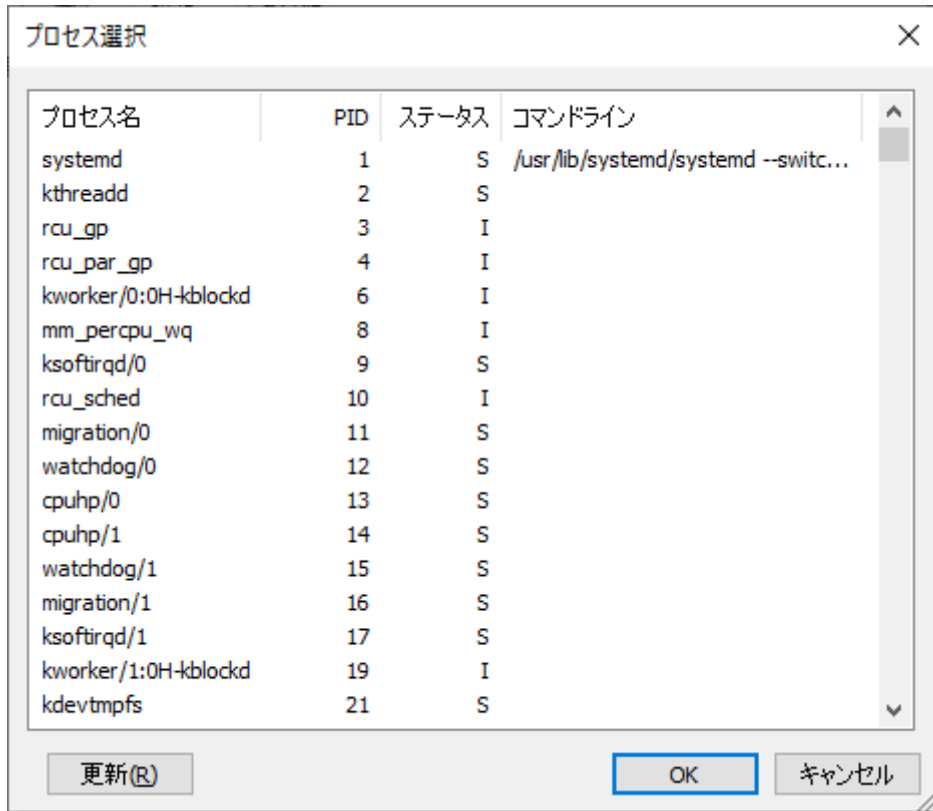 プロセス選択
プロセス名 PID ステータス コマンドライン
systemd 1 S /usr/lib/systemd/systemd --switc...
kthreadd 2 S
rcu_gp 3 I
rcu_par_gp 4 I
kworker/0:0H-kblockd 6 I
mm_percpu_wq 8 I
ksoftirqd/0 9 S
rcu_sched 10 I
migration/0 11 S
watchdog/0 12 S
cpuhp/0 13 S
cpuhp/1 14 S
watchdog/1 15 S
migration/1 16 S
ksoftirqd/1 17 S
kworker/1:0H-kblockd 19 I
kdevtmpfs 21 S
更新(R) OK キャンセル